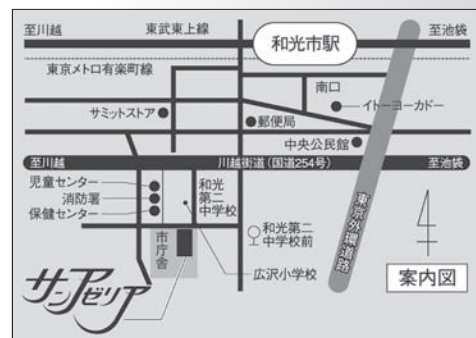 至川越
東武東上線
和光市駅
至池袋
東京メトロ有楽町線
南口
サミットストア
イトーヨーカドー
郵便局
中央公民館
至川越
川越街道(国道254号)
至池袋
児童センター
消防署
保健センター
和光第二中学校
東京外環道路
市庁舎
和光第二
中学校前
広沢小学校
サンアゼリア
案内図